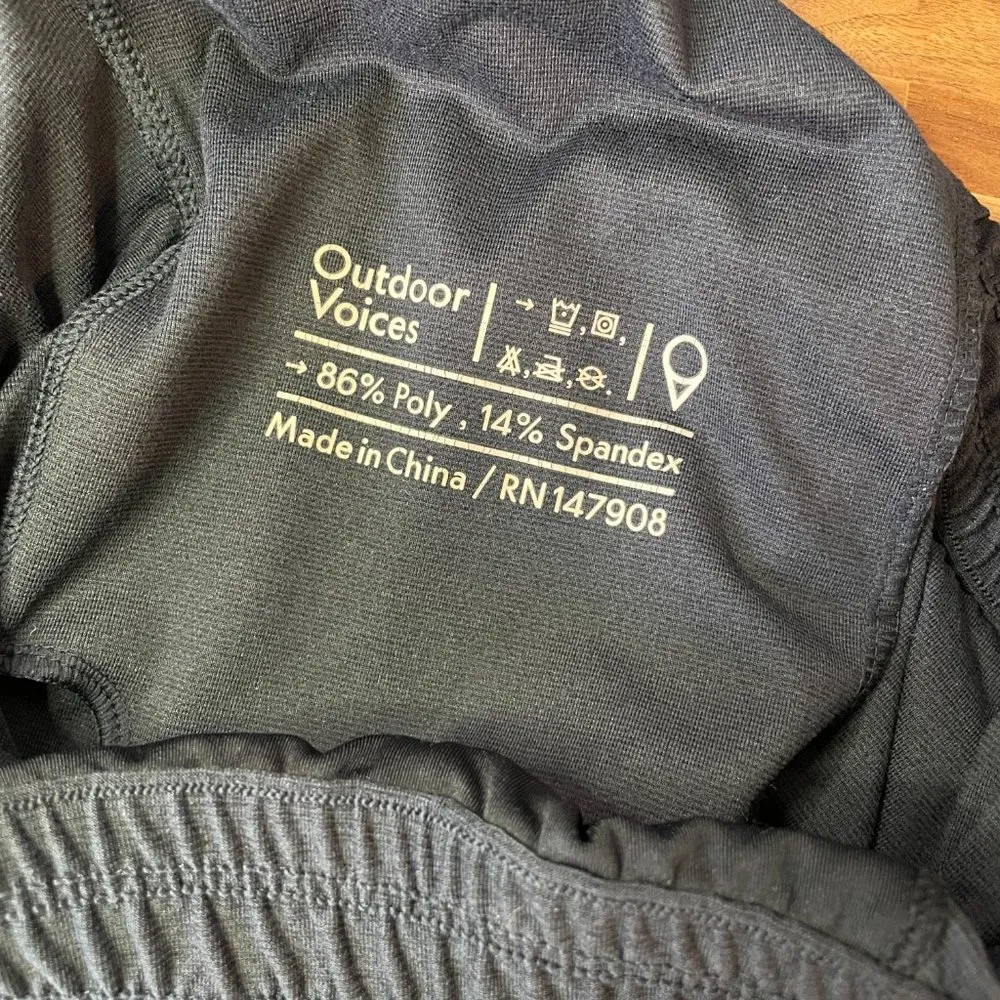 Outdoor
Voices
→ 86% Poly, 14% Spandex
Made in China / RN 147908